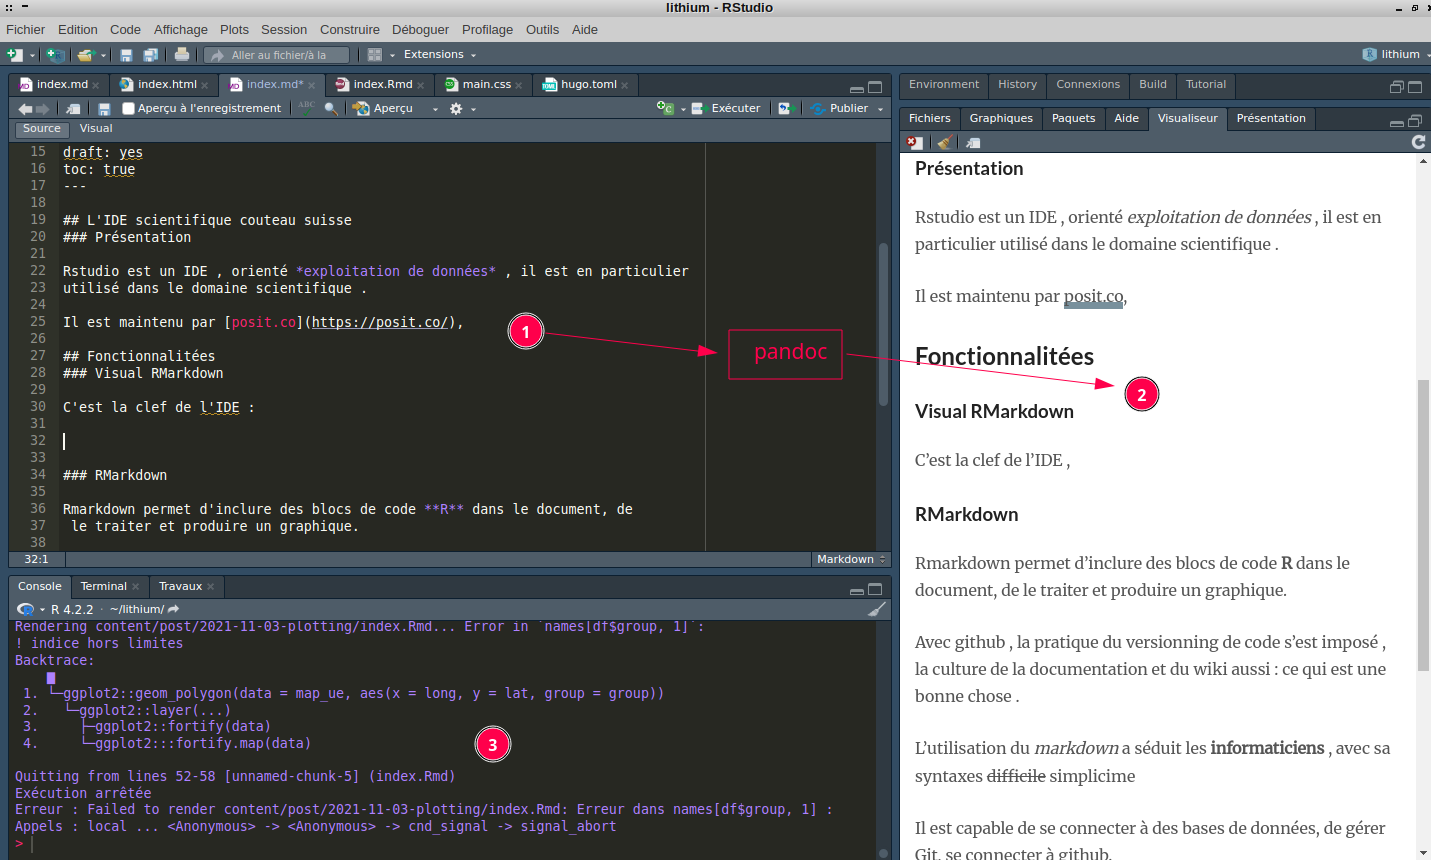 lithium - RStudio
Fichier Edition Code Affichage Plots Session Construire Déboguer Profilage Outils Aide
Aller au fichier/à la Extensions lithium
index.md index.html index.md* index.Rmd main.css hugo.toml
Aperçu à l'enregistrement ABC Aperçu Exécuter Publier
Source Visual
15 draft: yes
16 toc: true
17 ---
18
19 ## L'IDE scientifique couteau suisse
20 ### Présentation
21
22 Rstudio est un IDE , orienté *exploitation de données* , il est en particulier
23 utilisé dans le domaine scientifique .
24
25 Il est maintenu par [posit.co](https://posit.co/),
26
27 ## Fonctionnalitées
28 ### Visual RMarkdown
29
30 C'est la clef de l'IDE :
31
32
33
34 ### RMarkdown
35
36 Rmarkdown permet d'inclure des blocs de code **R** dans le document, de
37 le traiter et produire un graphique.
38
32:1 Markdown
1
pandoc
2
Console Terminal Travaux
R 4.2.2 · ~/lithium/
Rendering content/post/2021-11-03-plotting/index.Rmd... Error in `names[df$group, 1]`:
! indice hors limites
Backtrace:
1. └─ggplot2::geom_polygon(data = map_ue, aes(x = long, y = lat, group = group))
2. └─ggplot2::layer(...)
3. ├─ggplot2::fortify(data)
4. └─ggplot2:::fortify.map(data)
3
Quitting from lines 52-58 [unnamed-chunk-5] (index.Rmd)
Exécution arrêtée
Erreur : Failed to render content/post/2021-11-03-plotting/index.Rmd: Erreur dans names[df$group, 1] :
Appels : local ... <Anonymous> -> <Anonymous> -> cnd_signal -> signal_abort
>
Environment History Connexions Build Tutorial
Fichiers Graphiques Paquets Aide Visualiseur Présentation
Présentation
Rstudio est un IDE , orienté exploitation de données , il est en
particulier utilisé dans le domaine scientifique .
Il est maintenu par posit.co,
Fonctionnalitées
Visual RMarkdown
C’est la clef de l’IDE ,
RMarkdown
Rmarkdown permet d’inclure des blocs de code R dans le
document, de le traiter et produire un graphique.
Avec github , la pratique du versionning de code s’est imposé ,
la culture de la documentation et du wiki aussi : ce qui est une
bonne chose .
L’utilisation du markdown a séduit les informaticiens , avec sa
syntaxes difficile simplicime
Il est capable de se connecter à des bases de données, de gérer
Git, se connecter à github.